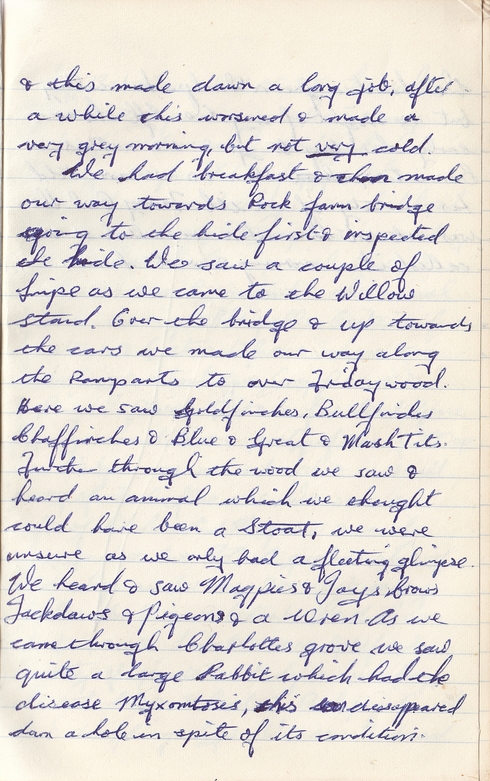 & this made dawn a long job, after
a while this worsened & made a
very grey morning, but not very cold.
We had breakfast & then made
our way towards Rock farm bridge
going to the hide first & inspected
the hide. We saw a couple of
Snipe as we came to the Willow
stand. Over the bridge & up towards
the cars we made our way along
the Ramparts to over Fridaywood.
Here we saw Goldfinches, Bullfinches
Chaffinches & Blue & Great & Marsh Tits.
Further through the wood we saw &
heard an animal which we thought
could have been a Stoat, we were
unsure as we only had a fleeting glimpse.
We heard & saw Magpies & Jays, Crows
Jackdaws & Pigeons & a Wren. As we
came through Charlottes grove we saw
quite a large Rabbit which had the
disease Myxomtosis, this disappeared
down a hole in spite of its condition.